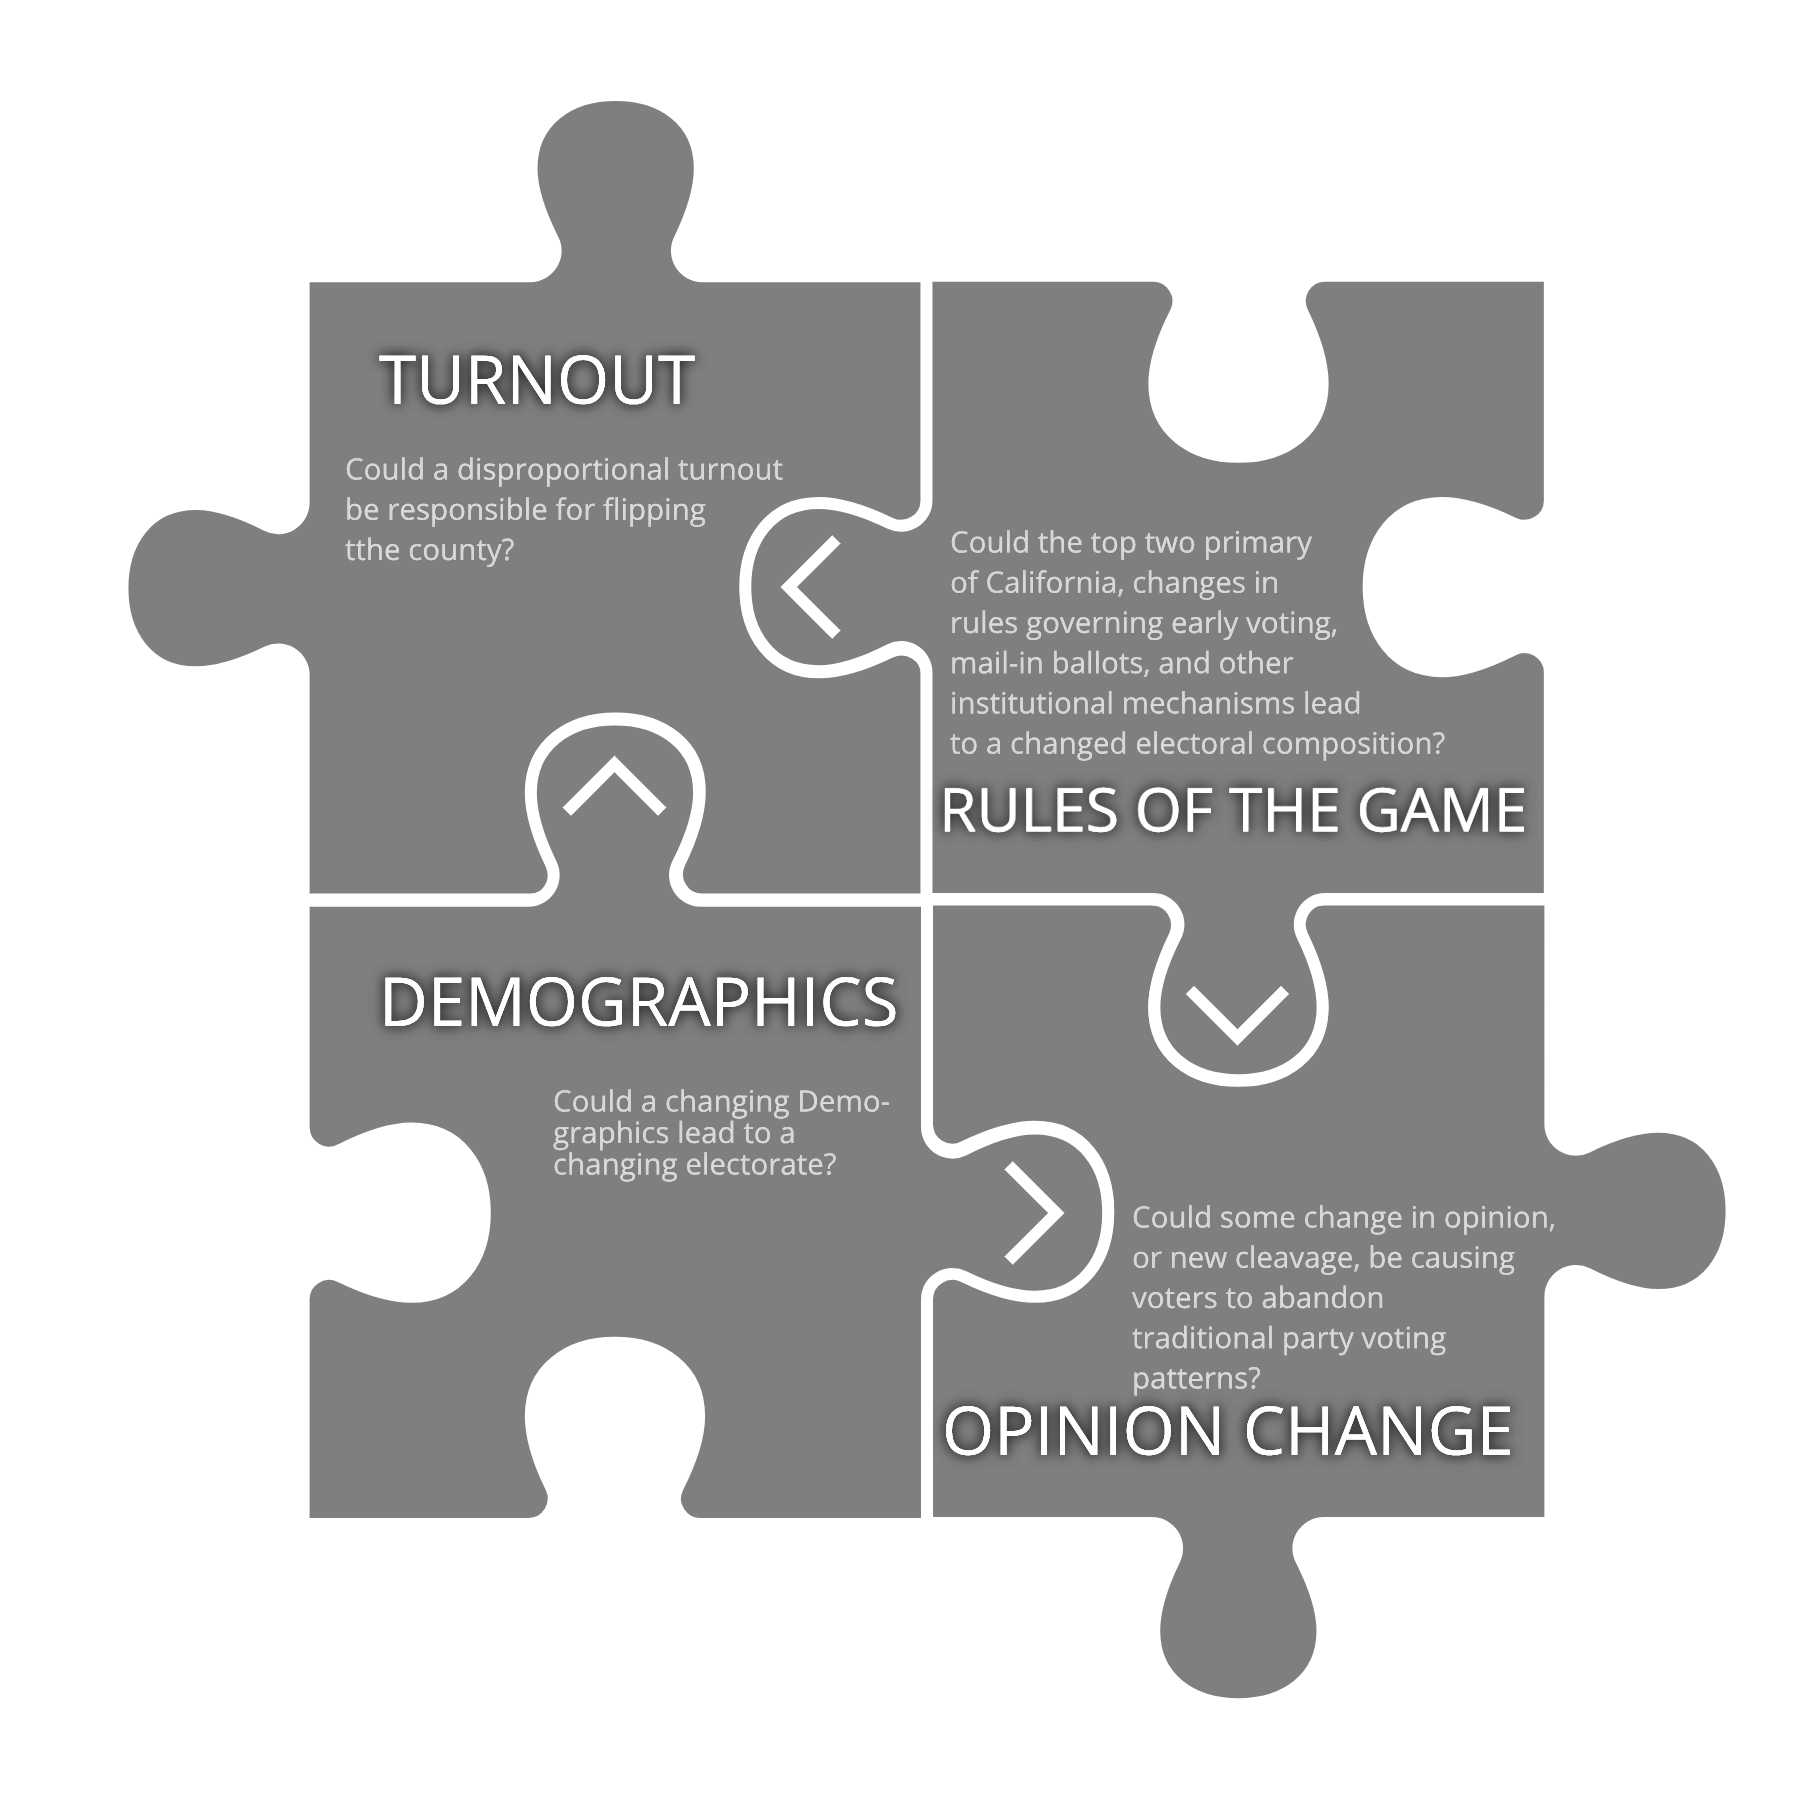 TURNOUT
Could a disproportional turnout
be responsible for flipping
tthe county?
Could the top two primary
of California, changes in
rules governing early voting,
mail-in ballots, and other
institutional mechanisms lead
to a changed electoral composition?
RULES OF THE GAME
DEMOGRAPHICS
Could a changing Demo-
graphics lead to a
changing electorate?
Could some change in opinion,
or new cleavage, be causing
voters to abandon
traditional party voting
patterns?
OPINION CHANGE